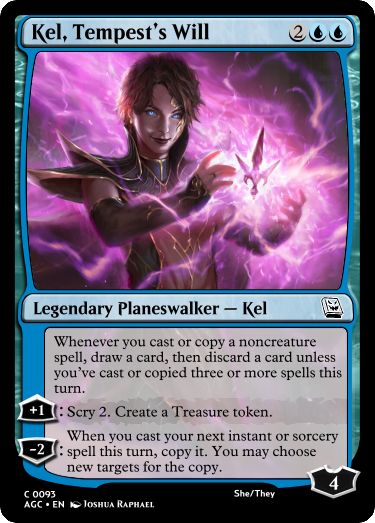 Kel, Tempest's Will 2
Legendary Planeswalker — Kel
Whenever you cast or copy a noncreature
spell, draw a card, then discard a card unless
you've cast or copied three or more spells this
turn.
+1: Scry 2. Create a Treasure token.
-2: When you cast your next instant or sorcery
spell this turn, copy it. You may choose
new targets for the copy.
4
C 0093
She/They
AGC • EN Joshua Raphael